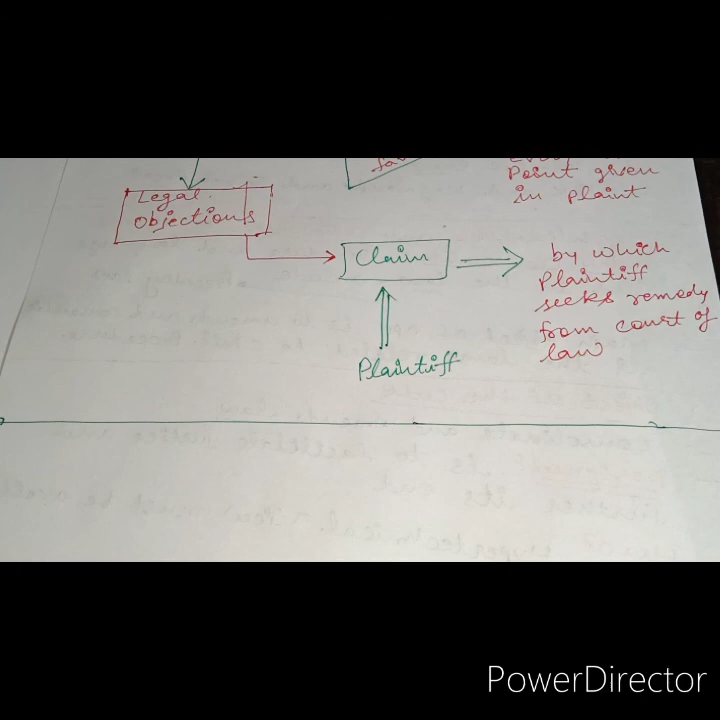 Point given
in plaint
Legal
objections
Claim
by which
Plaintiff
seeks remedy
from court of
law
Plaintiff
PowerDirector